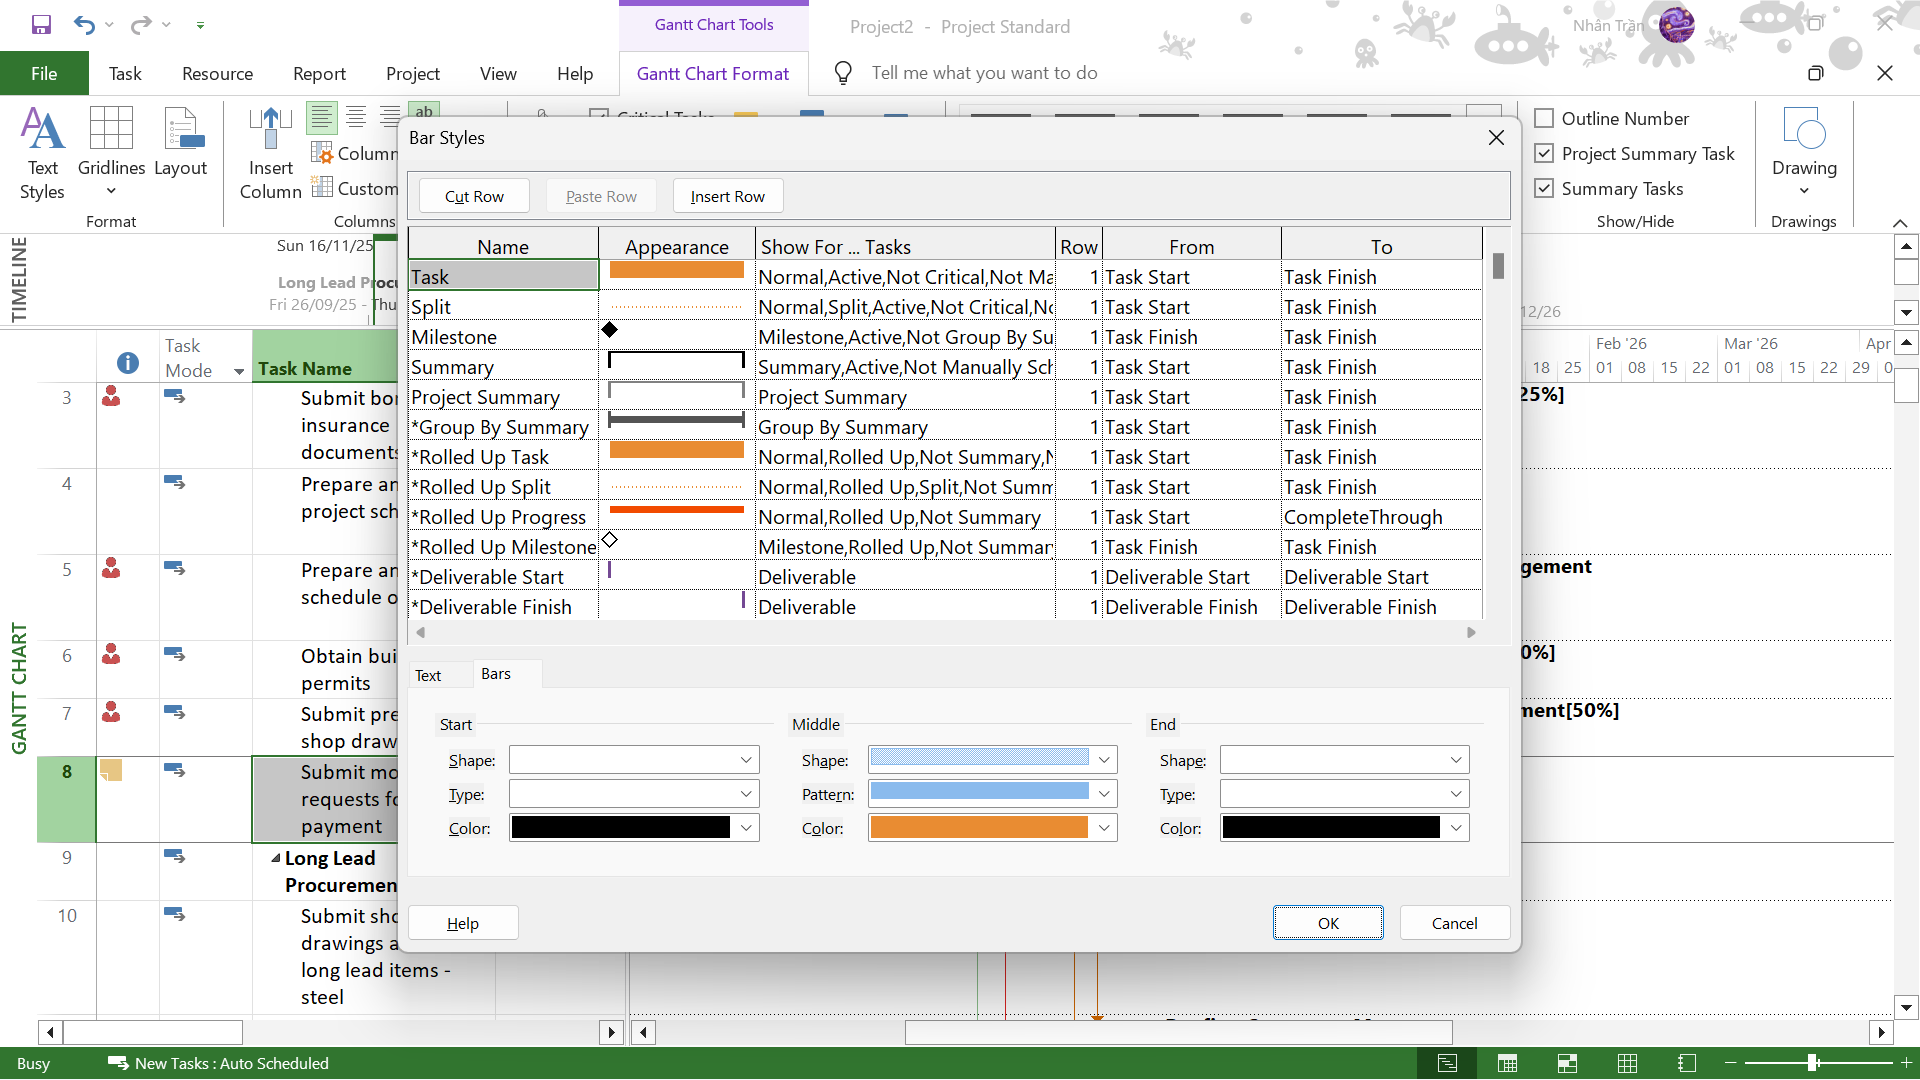 Gantt Chart Tools
Project2 - Project Standard
Nhân Trần
File
Task
Resource
Report
Project
View
Help
Gantt Chart Format
Tell me what you want to do
Text Styles
Gridlines
Layout
Format
Insert Column
ab
Column
Custom
Columns
Critical Tasks
Outline Number
Project Summary Task
Summary Tasks
Show/Hide
Drawing
Drawings
TIMELINE
Sun 16/11/25
Long Lead Procu
Fri 26/09/25 - Thu
12/26
Bar Styles
Cut Row
Paste Row
Insert Row
Name Appearance Show For ... Tasks Row From To
Task Normal,Active,Not Critical,Not Ma 1 Task Start Task Finish
Split Normal,Split,Active,Not Critical,No 1 Task Start Task Finish
Milestone Milestone,Active,Not Group By Su 1 Task Finish Task Finish
Summary Summary,Active,Not Manually Sch 1 Task Start Task Finish
Project Summary Project Summary 1 Task Start Task Finish
*Group By Summary Group By Summary 1 Task Start Task Finish
*Rolled Up Task Normal,Rolled Up,Not Summary,N 1 Task Start Task Finish
*Rolled Up Split Normal,Rolled Up,Split,Not Summ 1 Task Start Task Finish
*Rolled Up Progress Normal,Rolled Up,Not Summary 1 Task Start CompleteThrough
*Rolled Up Milestone Milestone,Rolled Up,Not Summar 1 Task Finish Task Finish
*Deliverable Start Deliverable 1 Deliverable Start Deliverable Start
*Deliverable Finish Deliverable 1 Deliverable Finish Deliverable Finish
Text
Bars
Start
Shape:
Type:
Color:
Middle
Shape:
Pattern:
Color:
End
Shape:
Type:
Color:
Help
OK
Cancel
GANTT CHART
Task Mode
Task Name
3 Submit bon
insurance
documents
4 Prepare an
project sch
5 Prepare an
schedule o
6 Obtain bui
permits
7 Submit pre
shop draw
8 Submit mo
requests fo
payment
9 Long Lead
Procuremen
10 Submit sho
drawings a
long lead items -
steel
Feb '26 Mar '26 Apr
18 25 01 08 15 22 01 08 15 22 29 0
25%]
gement
0%]
ment[50%]
Busy
New Tasks : Auto Scheduled